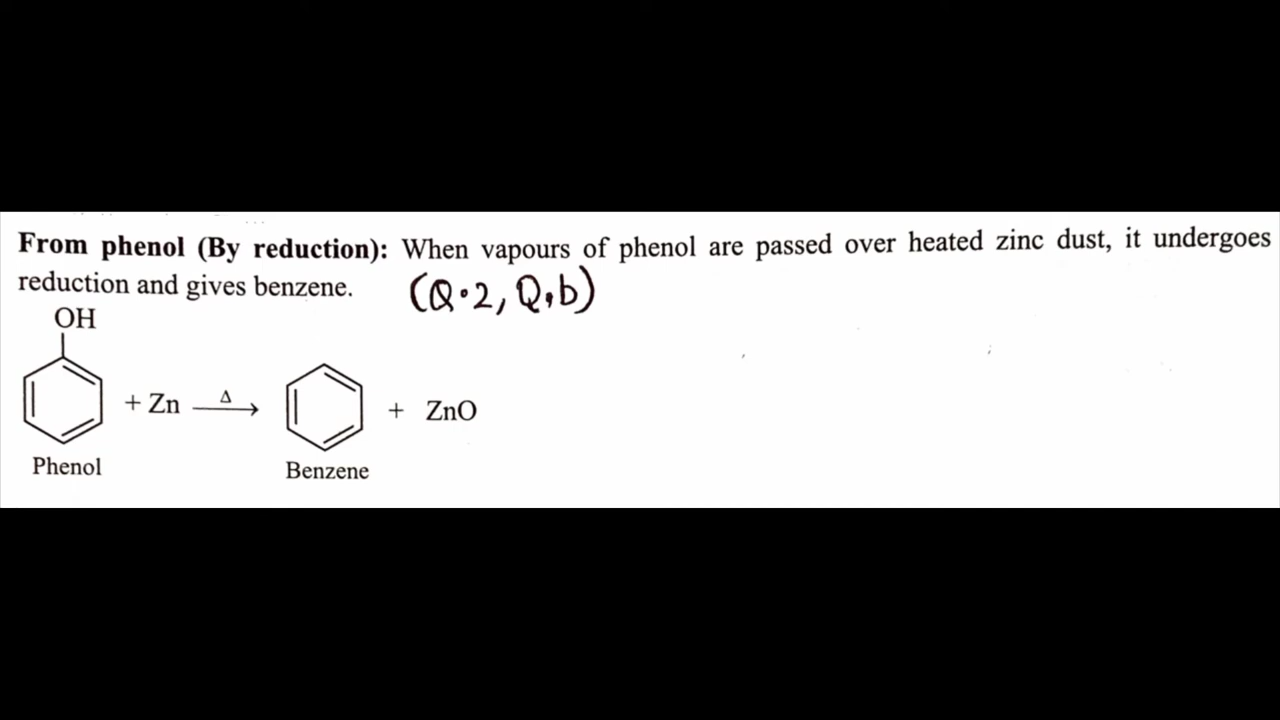 From phenol (By reduction): When vapours of phenol are passed over heated zinc dust, it undergoes
reduction and gives benzene. (Q.2, Q.b)
OH
+ Zn Δ + ZnO
Phenol Benzene